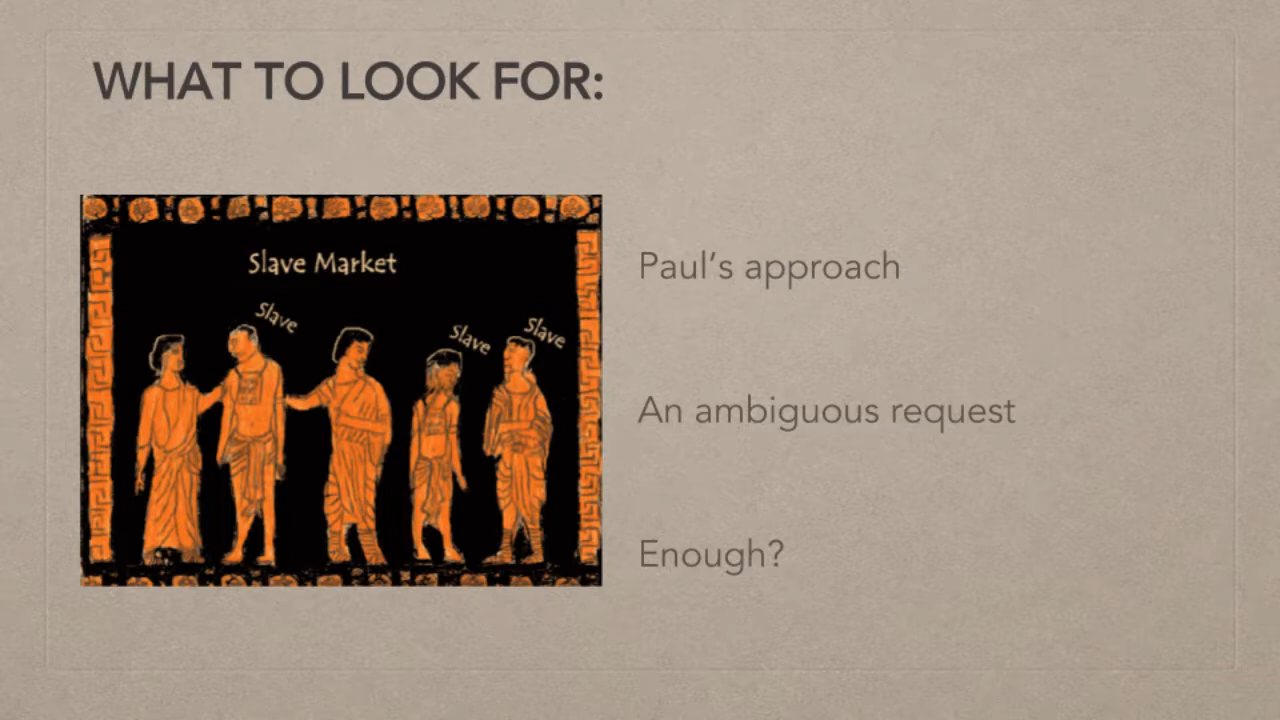 WHAT TO LOOK FOR:
Slave Market
Slave
Slave
Slave
Paul’s approach
An ambiguous request
Enough?